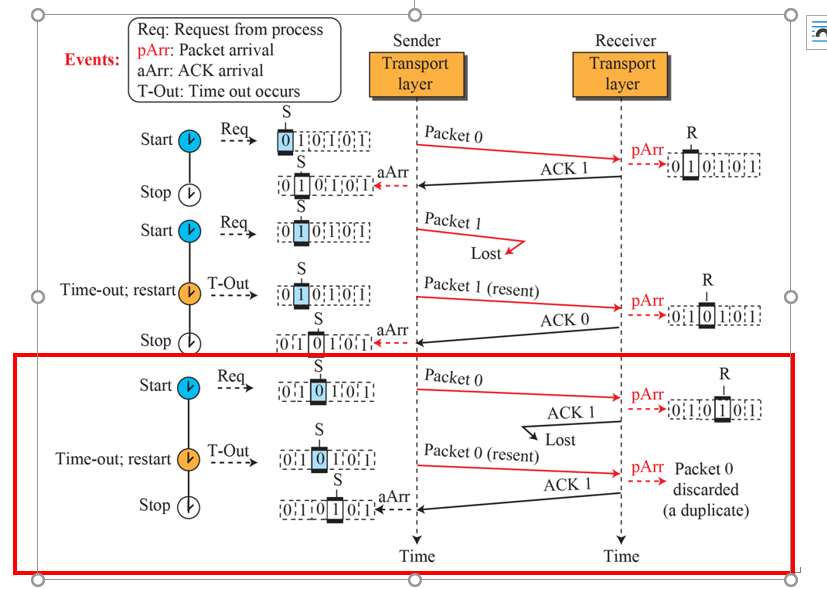 Events:
Req: Request from process
pArr: Packet arrival
aArr: ACK arrival
T-Out: Time out occurs
Sender
Transport
layer
Receiver
Transport
layer
Start
Req
S
0 1 0 1 0 1
Packet 0
pArr
R
0 1 0 1 0 1
Stop
S
0 1 0 1 0 1
aArr
ACK 1
Start
Req
S
0 1 0 1 0 1
Packet 1
Lost
Time-out; restart
T-Out
S
0 1 0 1 0 1
Packet 1 (resent)
pArr
R
0 1 0 1 0 1
Stop
S
0 1 0 1 0 1
aArr
ACK 0
Start
Req
S
0 1 0 1 0 1
Packet 0
pArr
R
0 1 0 1 0 1
ACK 1
Lost
Time-out; restart
T-Out
S
0 1 0 1 0 1
Packet 0 (resent)
pArr
Packet 0
discarded
(a duplicate)
Stop
S
0 1 0 1 0 1
aArr
ACK 1
Time
Time